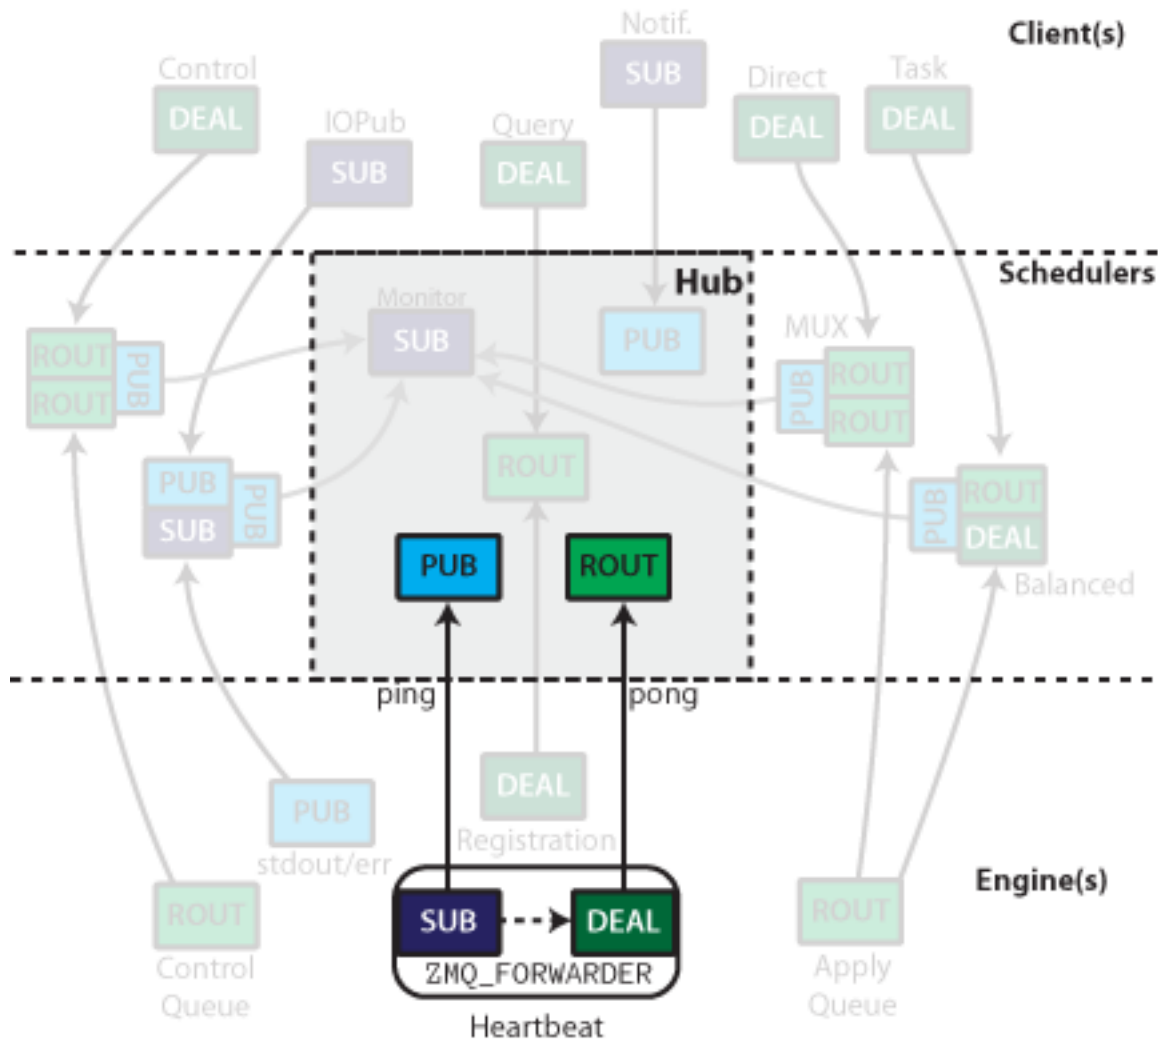 Notif.
Client(s)
Control
SUB
Direct
Task
DEAL
IOPub
Query
DEAL
DEAL
SUB
DEAL
Hub
Schedulers
Monitor
SUB
PUB
MUX
ROUT
ROUT
PUB
PUB
ROUT
ROUT
ROUT
PUB
SUB
PUB
PUB
ROUT
DEAL
Balanced
PUB
ROUT
ping
pong
DEAL
Registration
PUB
stdout/err
Engine(s)
ROUT
Control
Queue
SUB
DEAL
ZMQ_FORWARDER
Heartbeat
ROUT
Apply
Queue